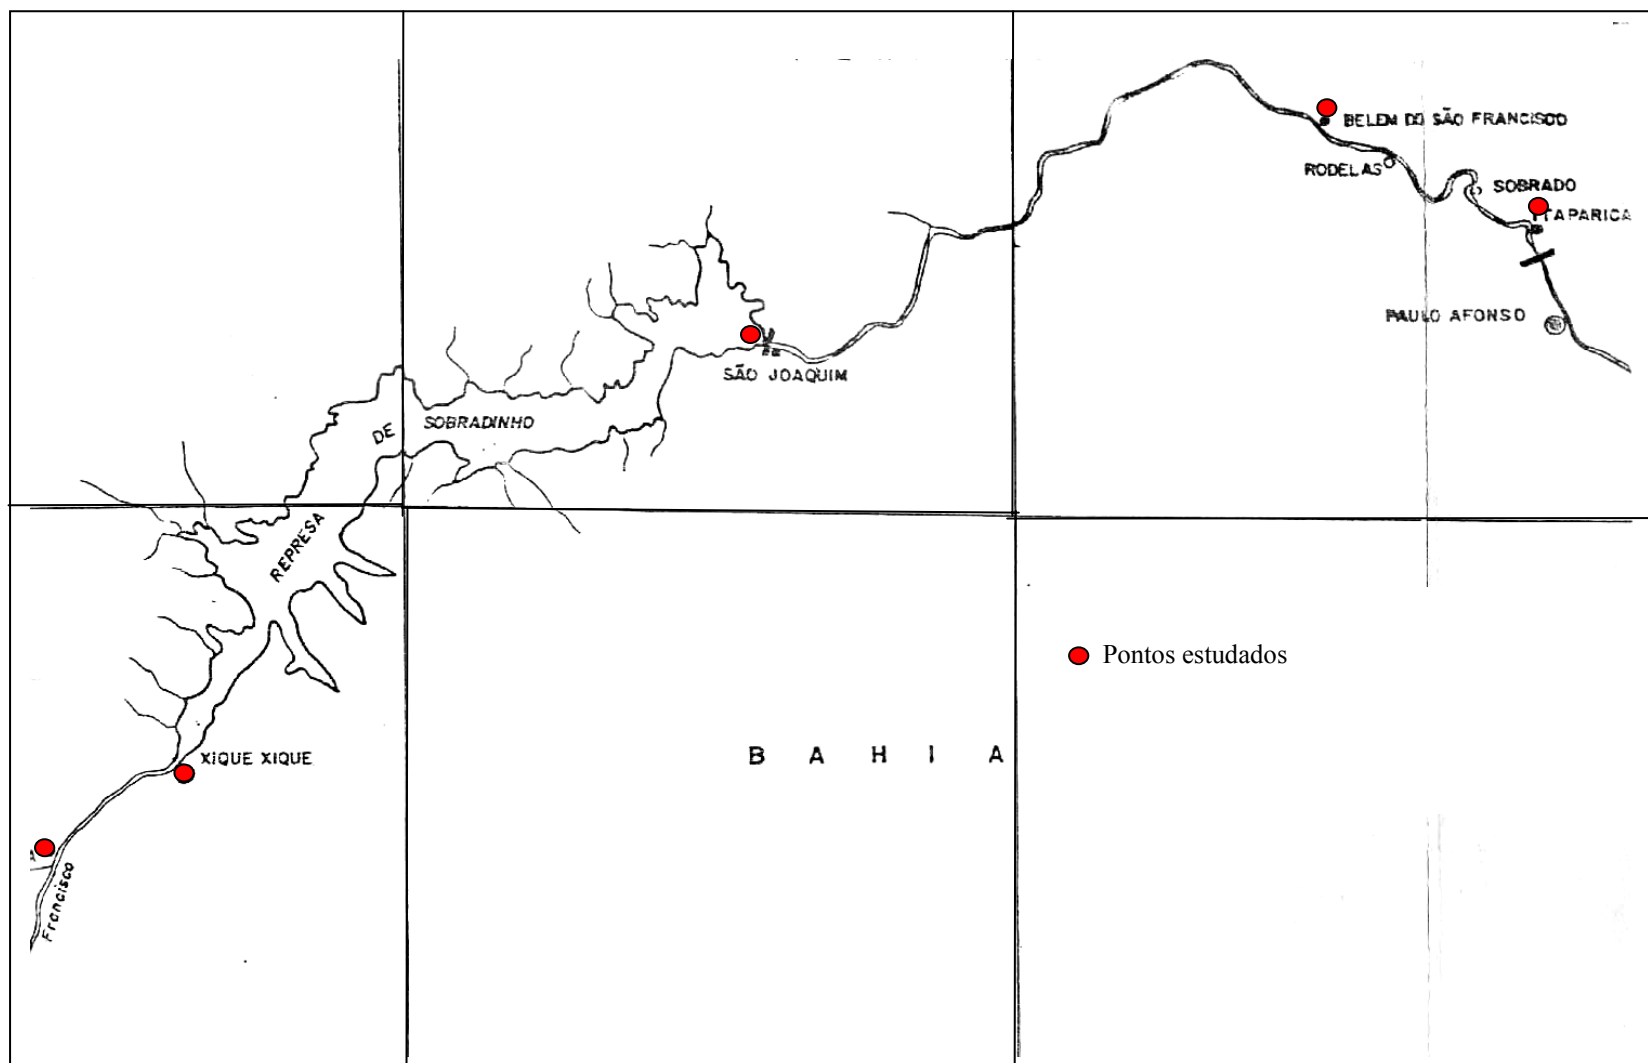 BELEM DO SÃO FRANCISCO
RODELAS
SOBRADO
ITAPARICA
PAULO AFONSO
SÃO JOAQUIM
DE SOBRADINHO
REPRESA
Pontos estudados
XIQUE XIQUE
BAHIA
Francisco